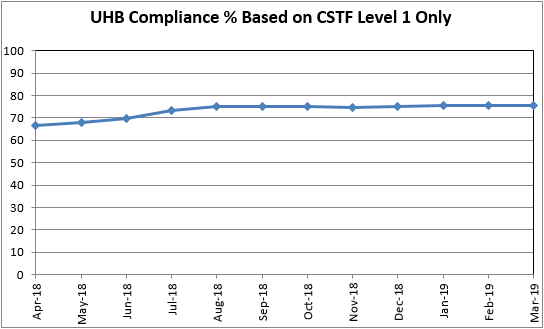 UHB Compliance % Based on CSTF Level 1 Only
100
90
80
70
60
50
40
30
20
10
0
Apr-18
May-18
Jun-18
Jul-18
Aug-18
Sep-18
Oct-18
Nov-18
Dec-18
Jan-19
Feb-19
Mar-19